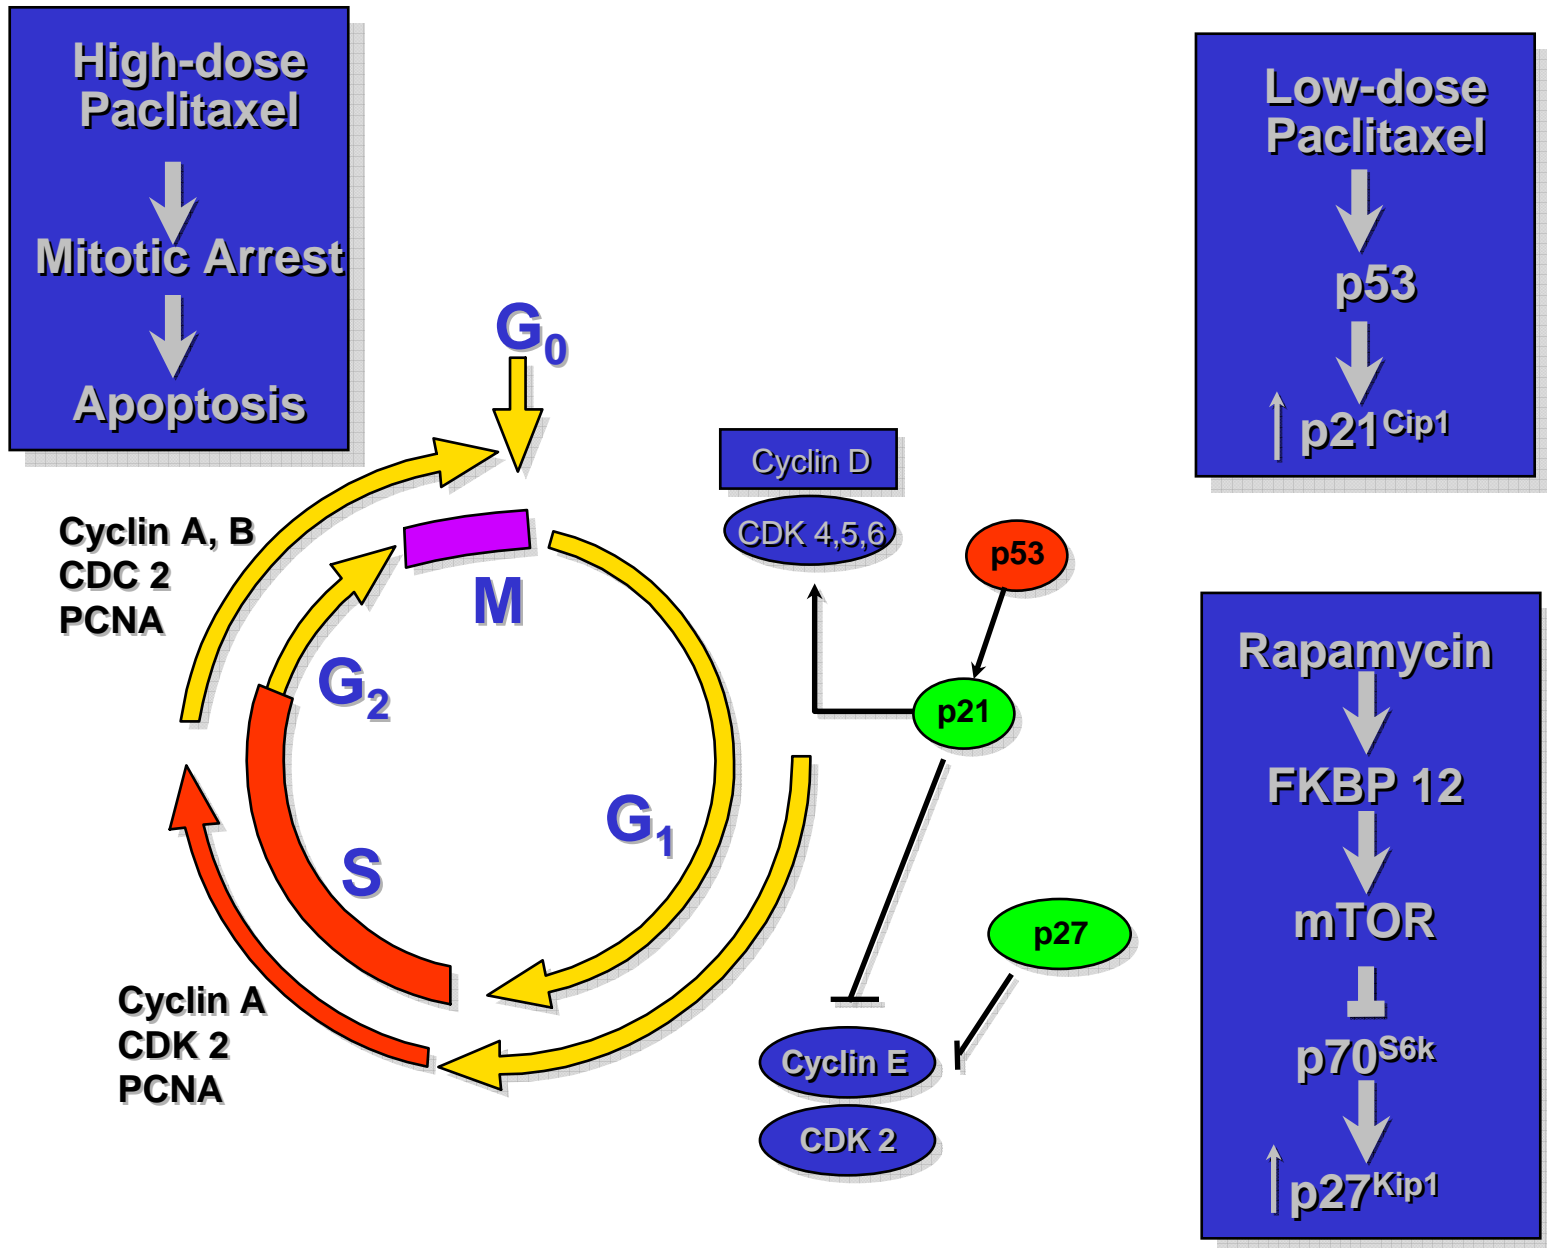 High-dose
Paclitaxel
Mitotic Arrest
Apoptosis
Low-dose
Paclitaxel
p53
p21Cip1
G0
Cyclin D
CDK 4,5,6
p53
p21
Cyclin A, B
CDC 2
PCNA
M
G2
G1
S
p27
Cyclin A
CDK 2
PCNA
Cyclin E
CDK 2
Rapamycin
FKBP 12
mTOR
p70S6k
p27Kip1